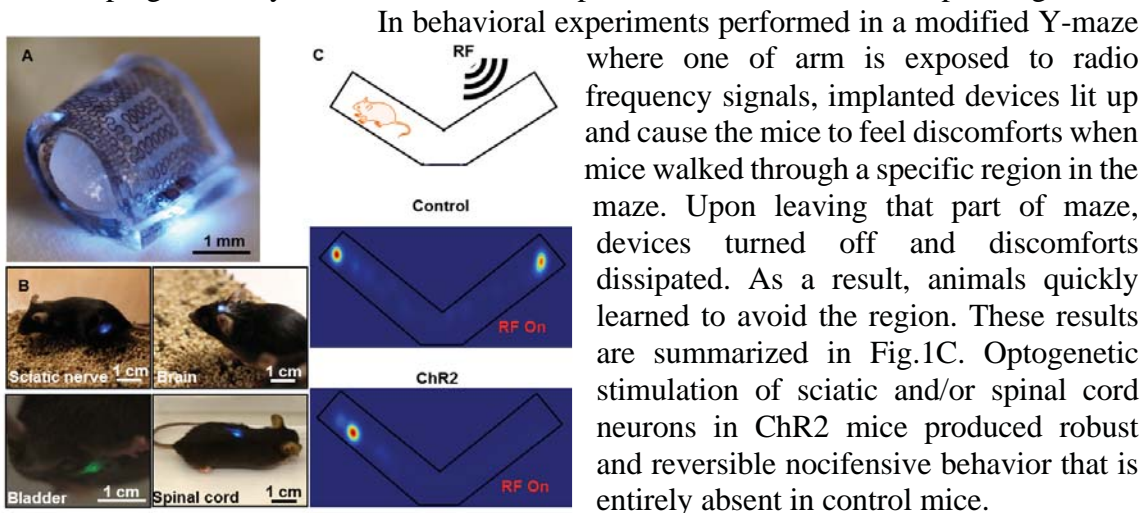 In behavioral experiments performed in a modified Y-maze
where one of arm is exposed to radio
frequency signals, implanted devices lit up
and cause the mice to feel discomforts when
mice walked through a specific region in the
maze. Upon leaving that part of maze,
devices turned off and discomforts
dissipated. As a result, animals quickly
learned to avoid the region. These results
are summarized in Fig.1C. Optogenetic
stimulation of sciatic and/or spinal cord
neurons in ChR2 mice produced robust
and reversible nocifensive behavior that is
entirely absent in control mice.
A
1 mm
B
Sciatic nerve
1 cm
Brain
1 cm
Bladder
1 cm
Spinal cord
1 cm
C
RF
Control
RF On
ChR2
RF On